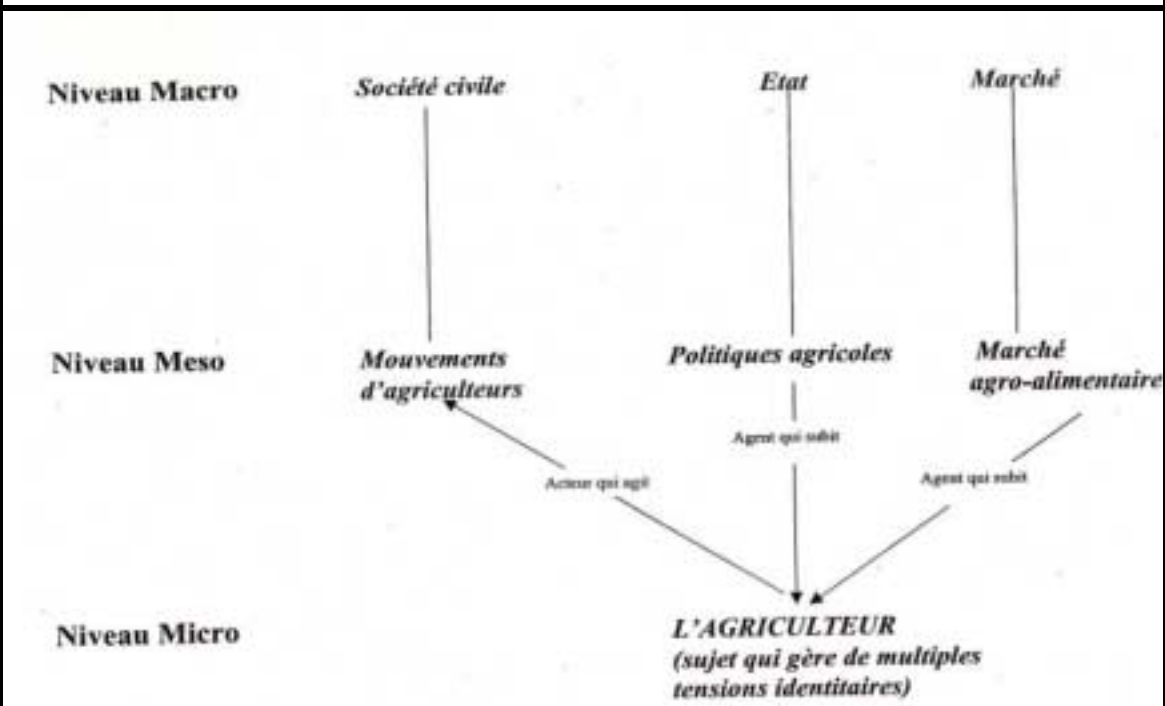 Niveau Macro Société civile Etat Marché
Niveau Meso Mouvements Politiques agricoles Marché
d'agriculteurs agro-alimentaire
Agent qui subit
Acteur qui agit Agent qui subit
Niveau Micro L'AGRICULTEUR
(sujet qui gère de multiples
tensions identitaires)